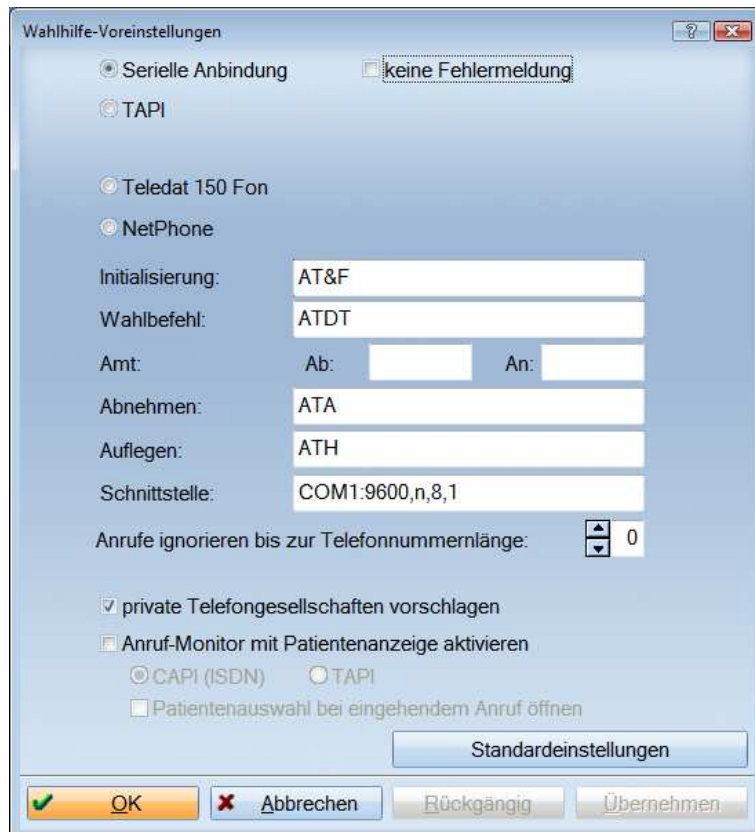 Wahlhilfe-Voreinstellungen
Serielle Anbindung keine Fehlermeldung
TAPI
Teledat 150 Fon
NetPhone
Initialisierung: AT&F
Wahlbefehl: ATDT
Amt: Ab: An:
Abnehmen: ATA
Auflegen: ATH
Schnittstelle: COM1:9600,n,8,1
Anrufe ignorieren bis zur Telefonnummernlänge: 0
private Telefongesellschaften vorschlagen
Anruf-Monitor mit Patientenanzeige aktivieren
CAPI (ISDN) TAPI
Patientenauswahl bei eingehendem Anruf öffnen
Standardeinstellungen
OK Abbrechen Rückgängig Übernehmen